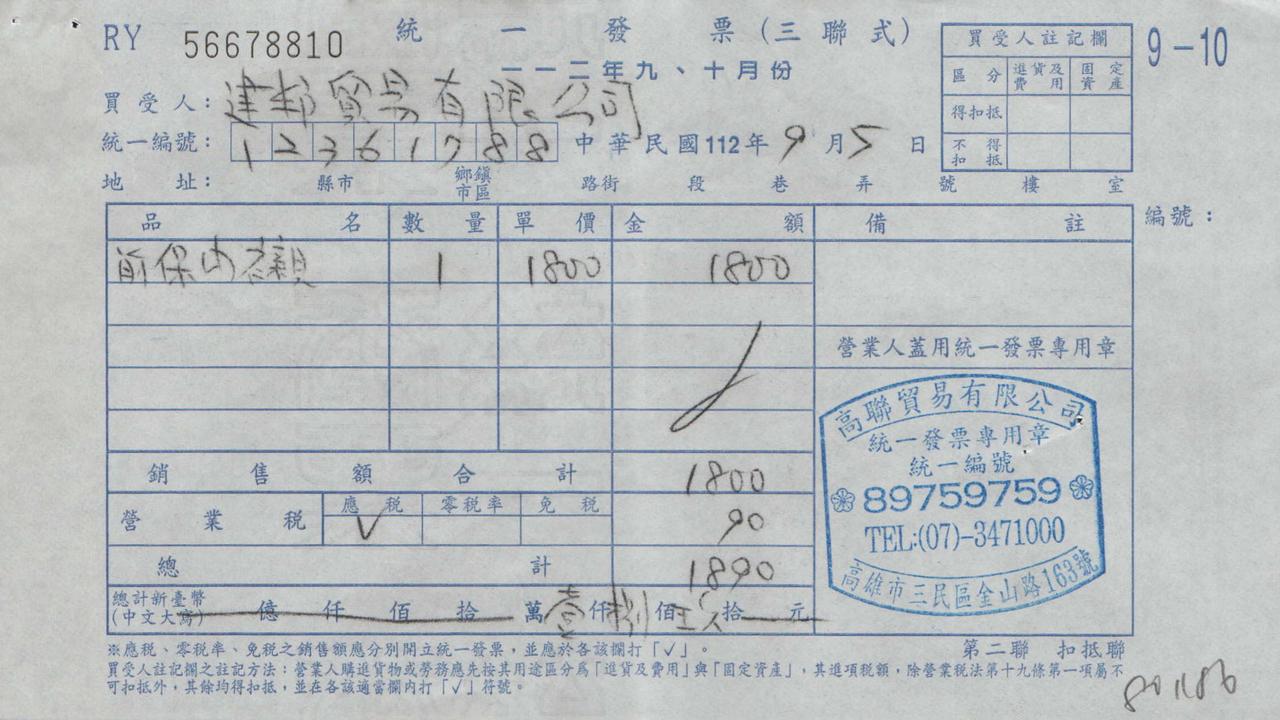 RY 56678810 統一發票(三聯式) 9-10
一一二年九、十月份
買受人註記欄
區分 進貨及費用 固定資產
得扣抵
不得扣抵
買受人: 建邦貿易有限公司
統一編號: 12361788 中華民國112年9月5日
地址: 縣市 鄉鎮市區 路街 段 巷 弄 號 樓 室
品名 數量 單價 金額 備註 編號:
前保 1 1800 1800
營業人蓋用統一發票專用章
高聯貿易有限公司
統一發票專用章
統一編號
89759759
TEL:(07)-3471000
高雄市三民區金山路163號
銷售額合計 1800
營業稅 應稅 V 零稅率 免稅 90
總計 1890
總計新臺幣(中文大寫) 億 仟 佰 拾 萬 壹仟 捌佰 玖拾 元
※應稅、零稅率、免稅之銷售額應分別開立統一發票,並應於各該欄打「√」。 第二聯 扣抵聯
買受人註記欄之註記方法:營業人購進貨物或勞務應先按其用途區分為「進貨及費用」與「固定資產」,其進項稅額,除營業稅法第十九條第一項屬不
可扣抵外,其餘均得扣抵,並在各該適當欄內打「√」符號。